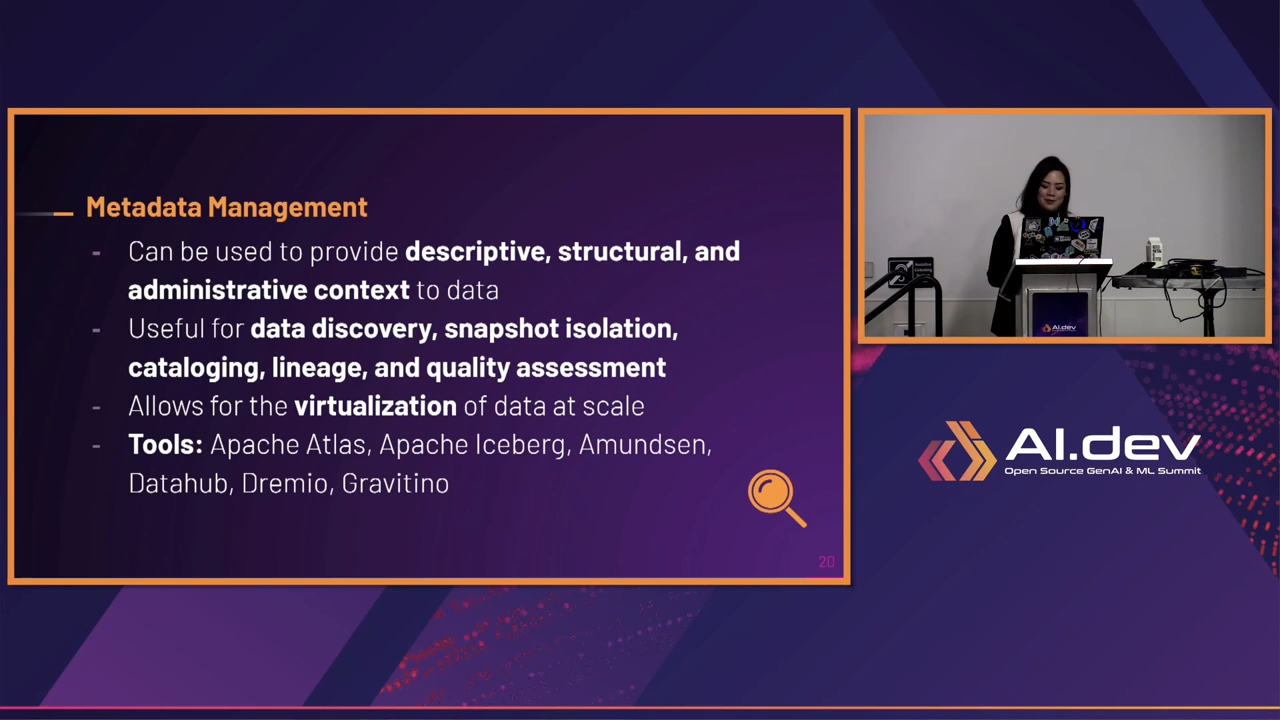 Metadata Management
- Can be used to provide descriptive, structural, and
administrative context to data
- Useful for data discovery, snapshot isolation,
cataloging, lineage, and quality assessment
- Allows for the virtualization of data at scale
- Tools: Apache Atlas, Apache Iceberg, Amundsen,
Datahub, Dremio, Gravitino
20
AI.dev
AI.dev
Open Source GenAI & ML Summit